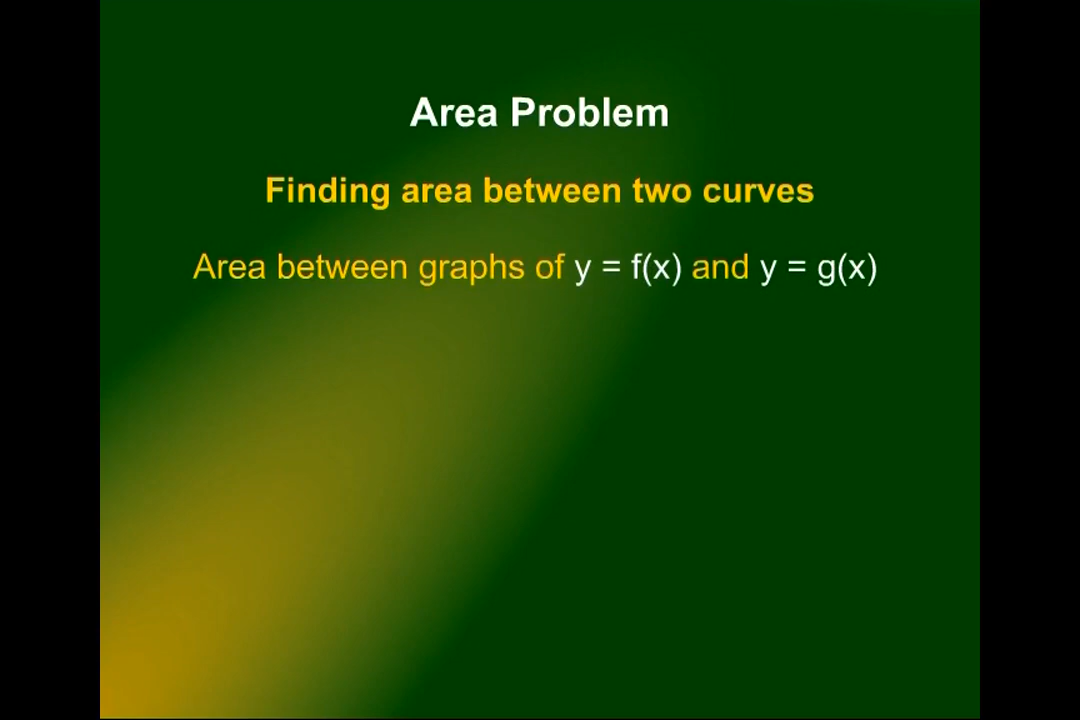 Area Problem
Finding area between two curves
Area between graphs of y = f(x) and y = g(x)